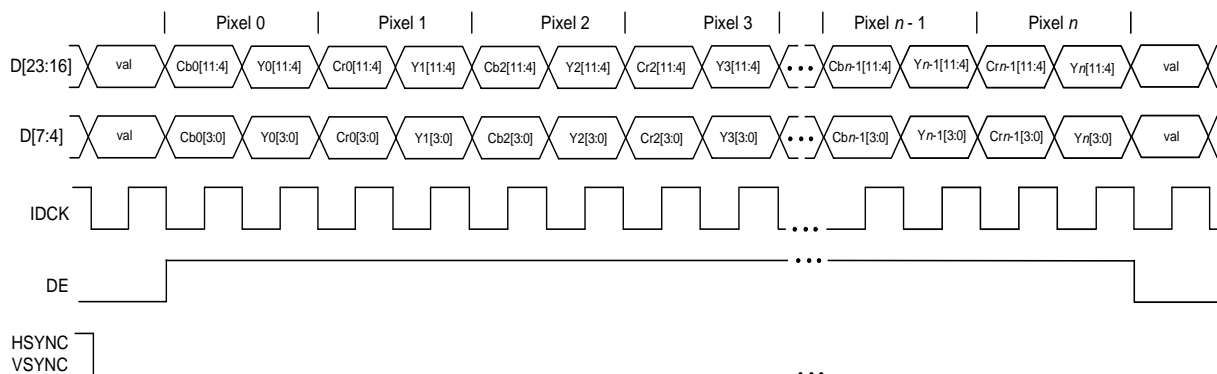 Pixel 0 Pixel 1 Pixel 2 Pixel 3 Pixel n - 1 Pixel n
D[23:16] val Cb0[11:4] Y0[11:4] Cr0[11:4] Y1[11:4] Cb2[11:4] Y2[11:4] Cr2[11:4] Y3[11:4] ••• Cbn-1[11:4] Yn-1[11:4] Crn-1[11:4] Yn[11:4] val
D[7:4] val Cb0[3:0] Y0[3:0] Cr0[3:0] Y1[3:0] Cb2[3:0] Y2[3:0] Cr2[3:0] Y3[3:0] ••• Cbn-1[3:0] Yn-1[3:0] Crn-1[3:0] Yn[3:0] val
IDCK •••
DE •••
HSYNC
VSYNC •••